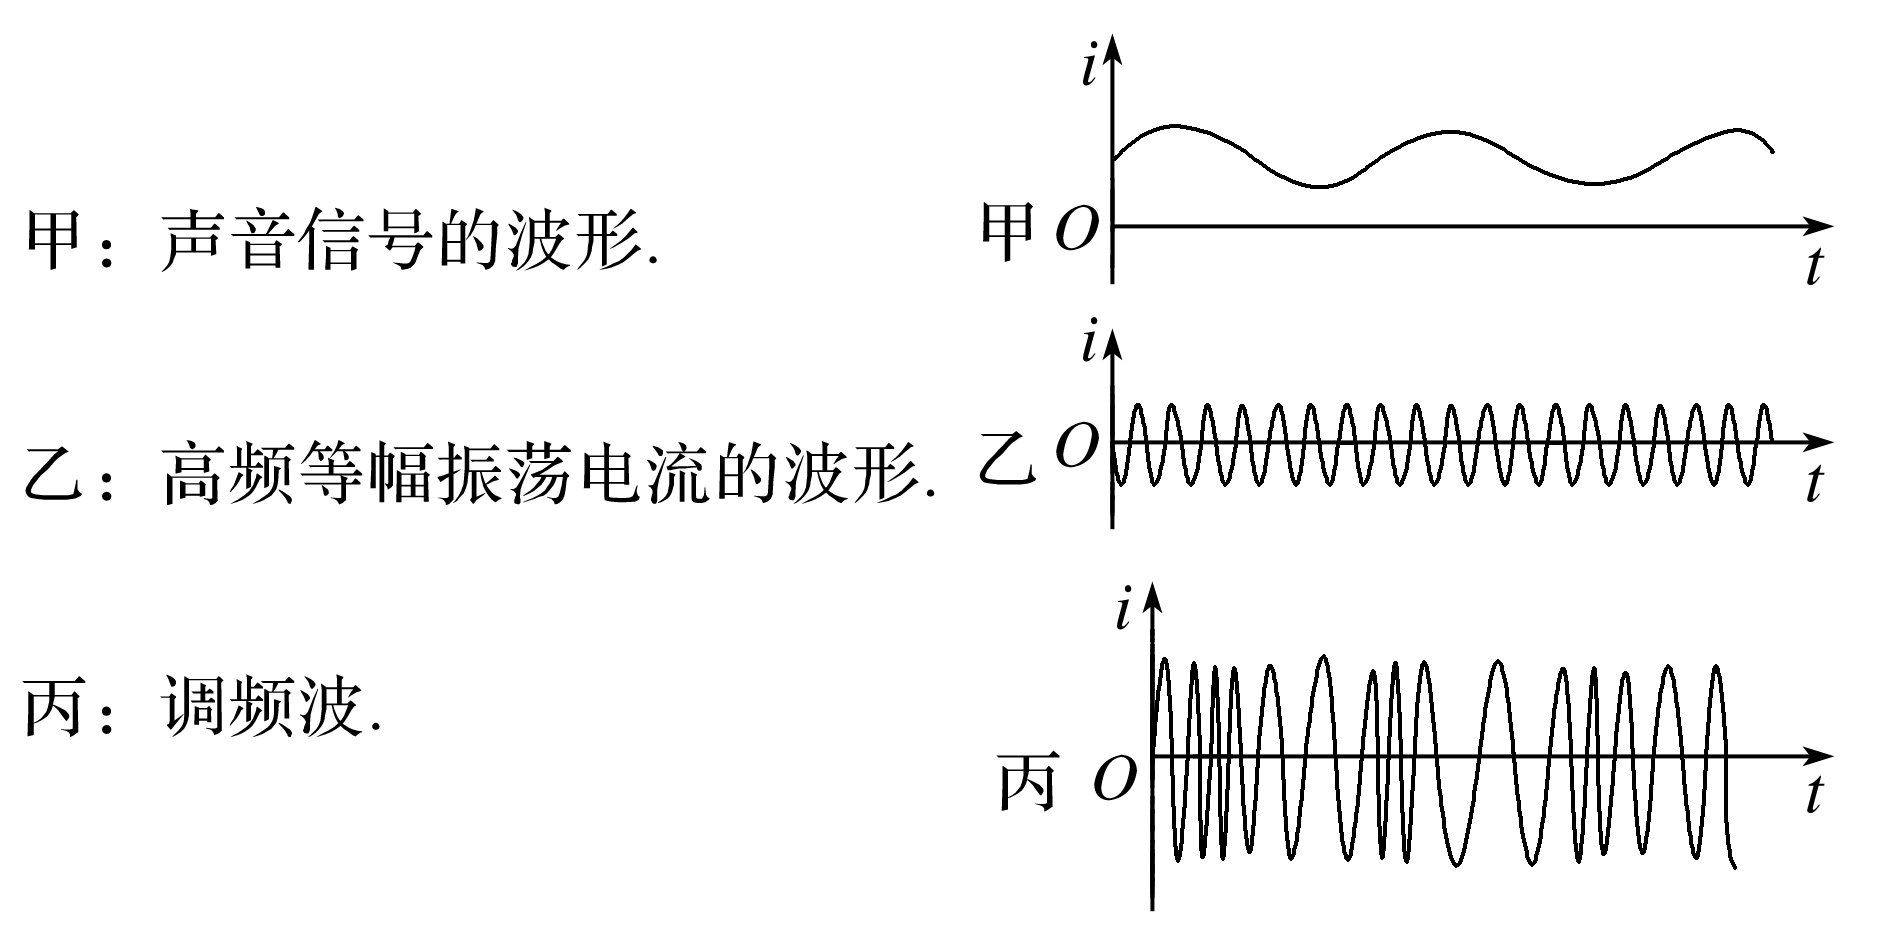 i
甲：声音信号的波形.
甲 O
t
i
乙：高频等幅振荡电流的波形.
乙 O
t
i
丙：调频波.
丙 O
t